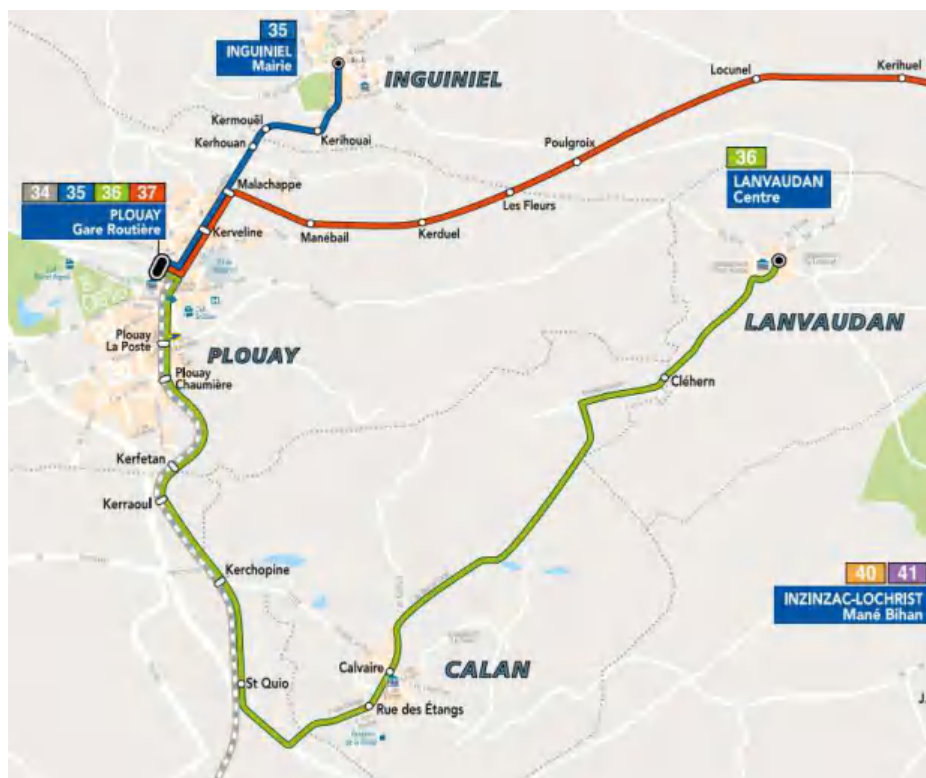 35
INGUINIEL
Mairie
INGUINIEL
Locunel
Kerihuel
Kermouël
Kerhouan
Kerihouai
Poulgroix
36
LANVAUDAN
Centre
34 35 36 37
PLOUAY
Gare Routière
Malachappe
Les Fleurs
Kerveline
Manébail
Kerduel
LANVAUDAN
Plouay
La Poste
PLOUAY
Plouay
Chaumière
Cléhern
Kerfetan
Kerraoul
Kerchopine
40 41
INZINZAC-LOCHRIST
Mané Bihan
Calvaire
CALAN
St Quio
Rue des Étangs
J.